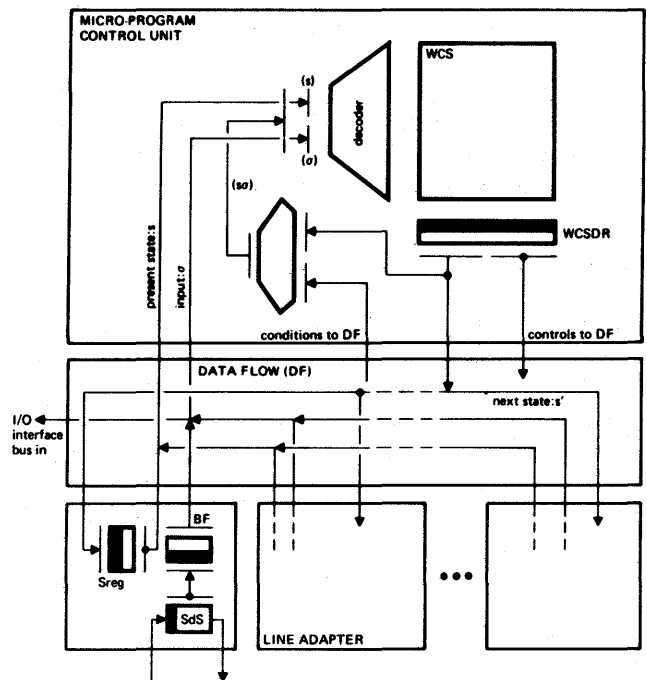 MICRO-PROGRAM
CONTROL UNIT
WCS
(s)
decoder
(σ)
(sσ)
WCSDR
present state:s
input:σ
conditions to DF
controls to DF
DATA FLOW (DF)
'next state:s'
I/O
interface
bus in
BF
Sreg
SdS
LINE ADAPTER